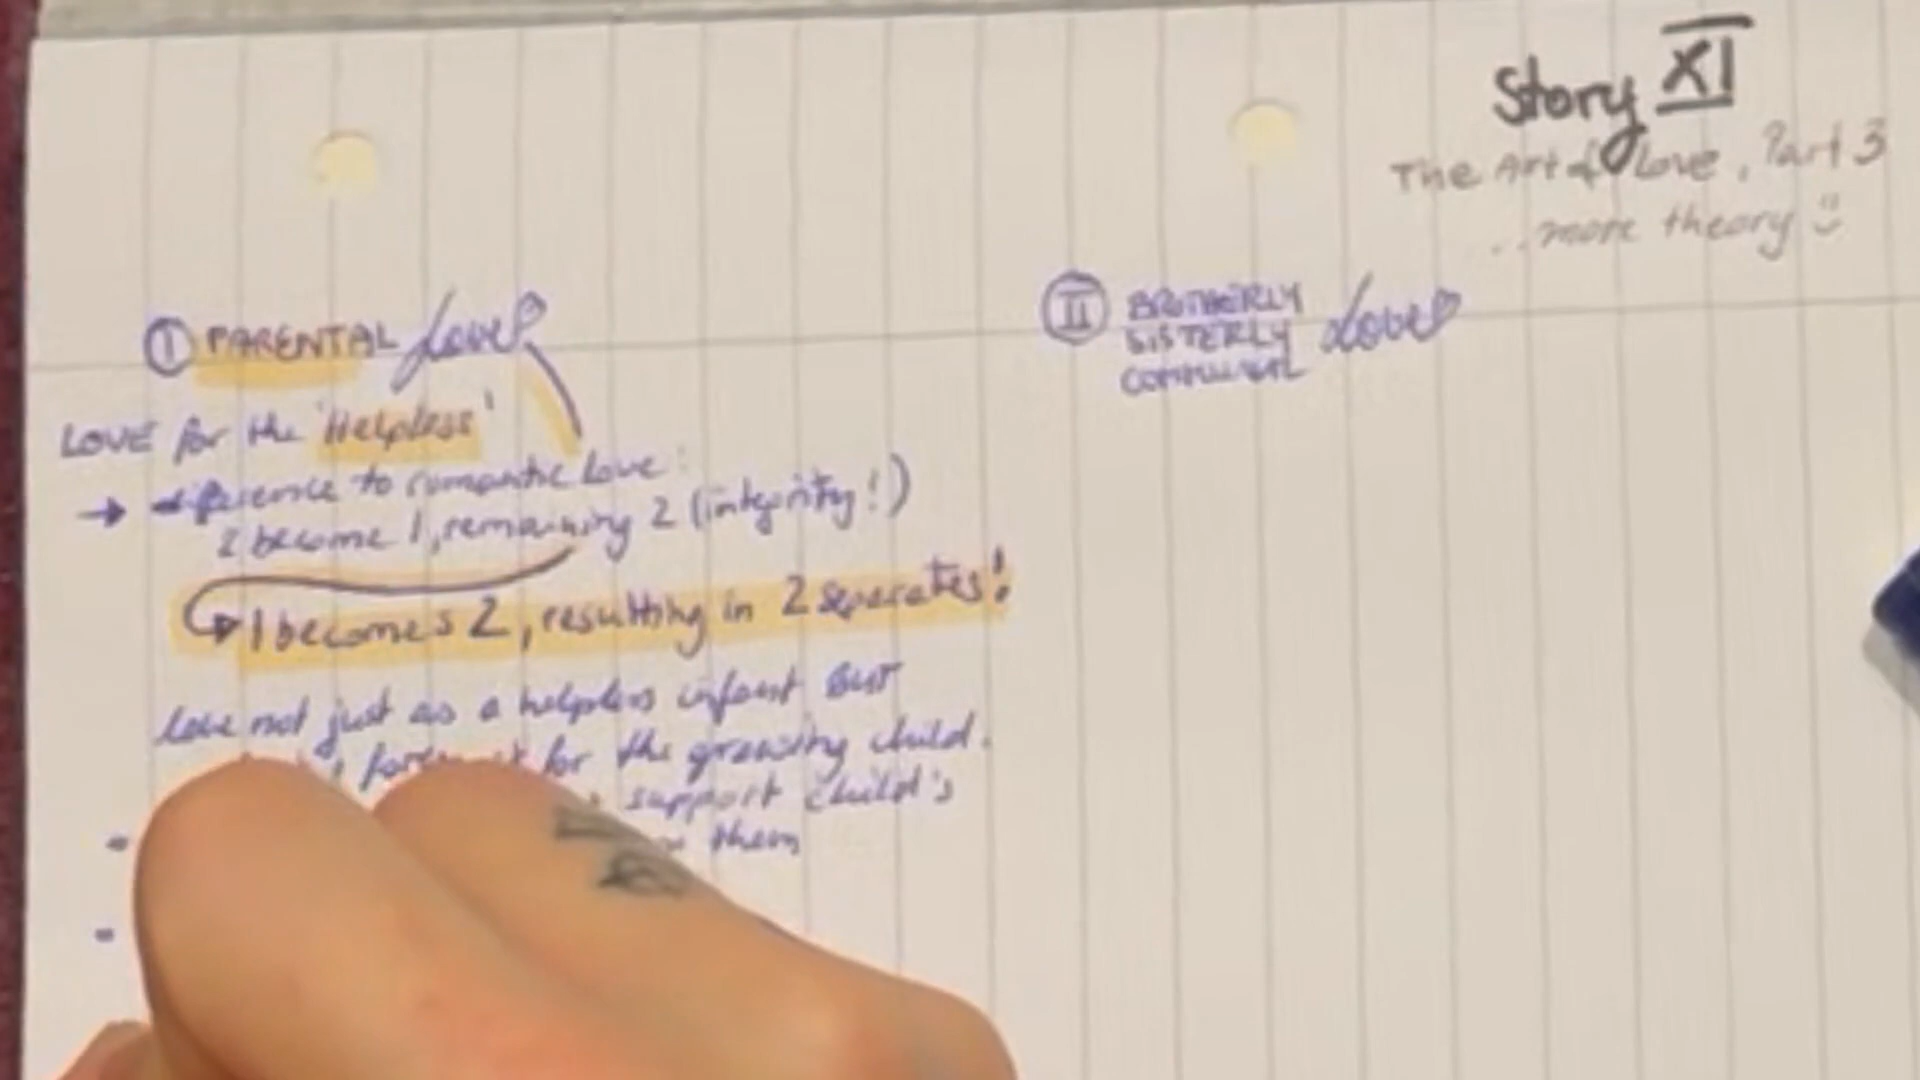 Story XI
The Art of Love, Part 3
...more theory
I PARENTAL Love
LOVE for the 'Helpless'
→ difference to romantic Love:
2 become 1, remaining 2 (integrity!)
1 becomes 2, resulting in 2 separates!
Love not just as a helpless infant BUT
for the growing child.
support child's
them
II BROTHERLY
SISTERLY Love
COMMUNAL